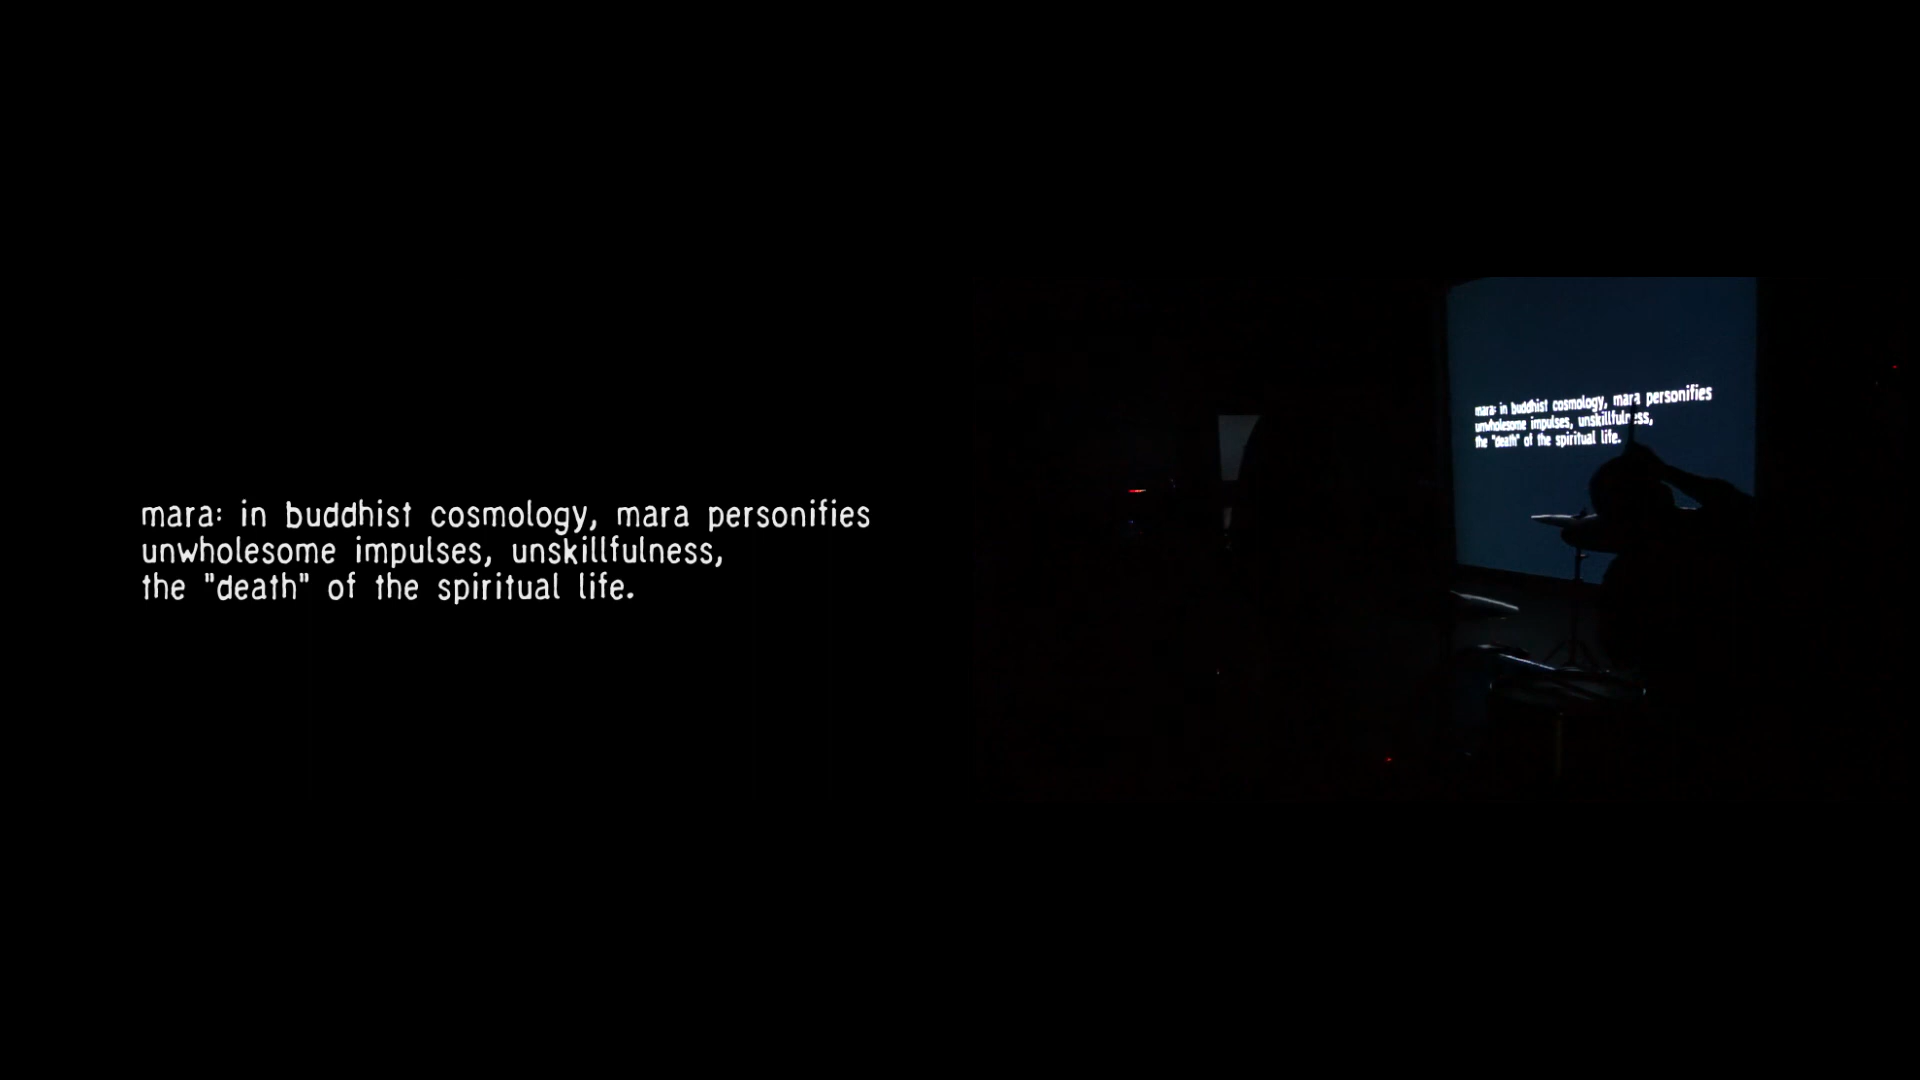 mara: in buddhist cosmology, mara personifies
unwholesome impulses, unskillfulness,
the "death" of the spiritual life.
mara: in buddhist cosmology, mara personifies
unwholesome impulses, unskillfulness,
the "death" of the spiritual life.